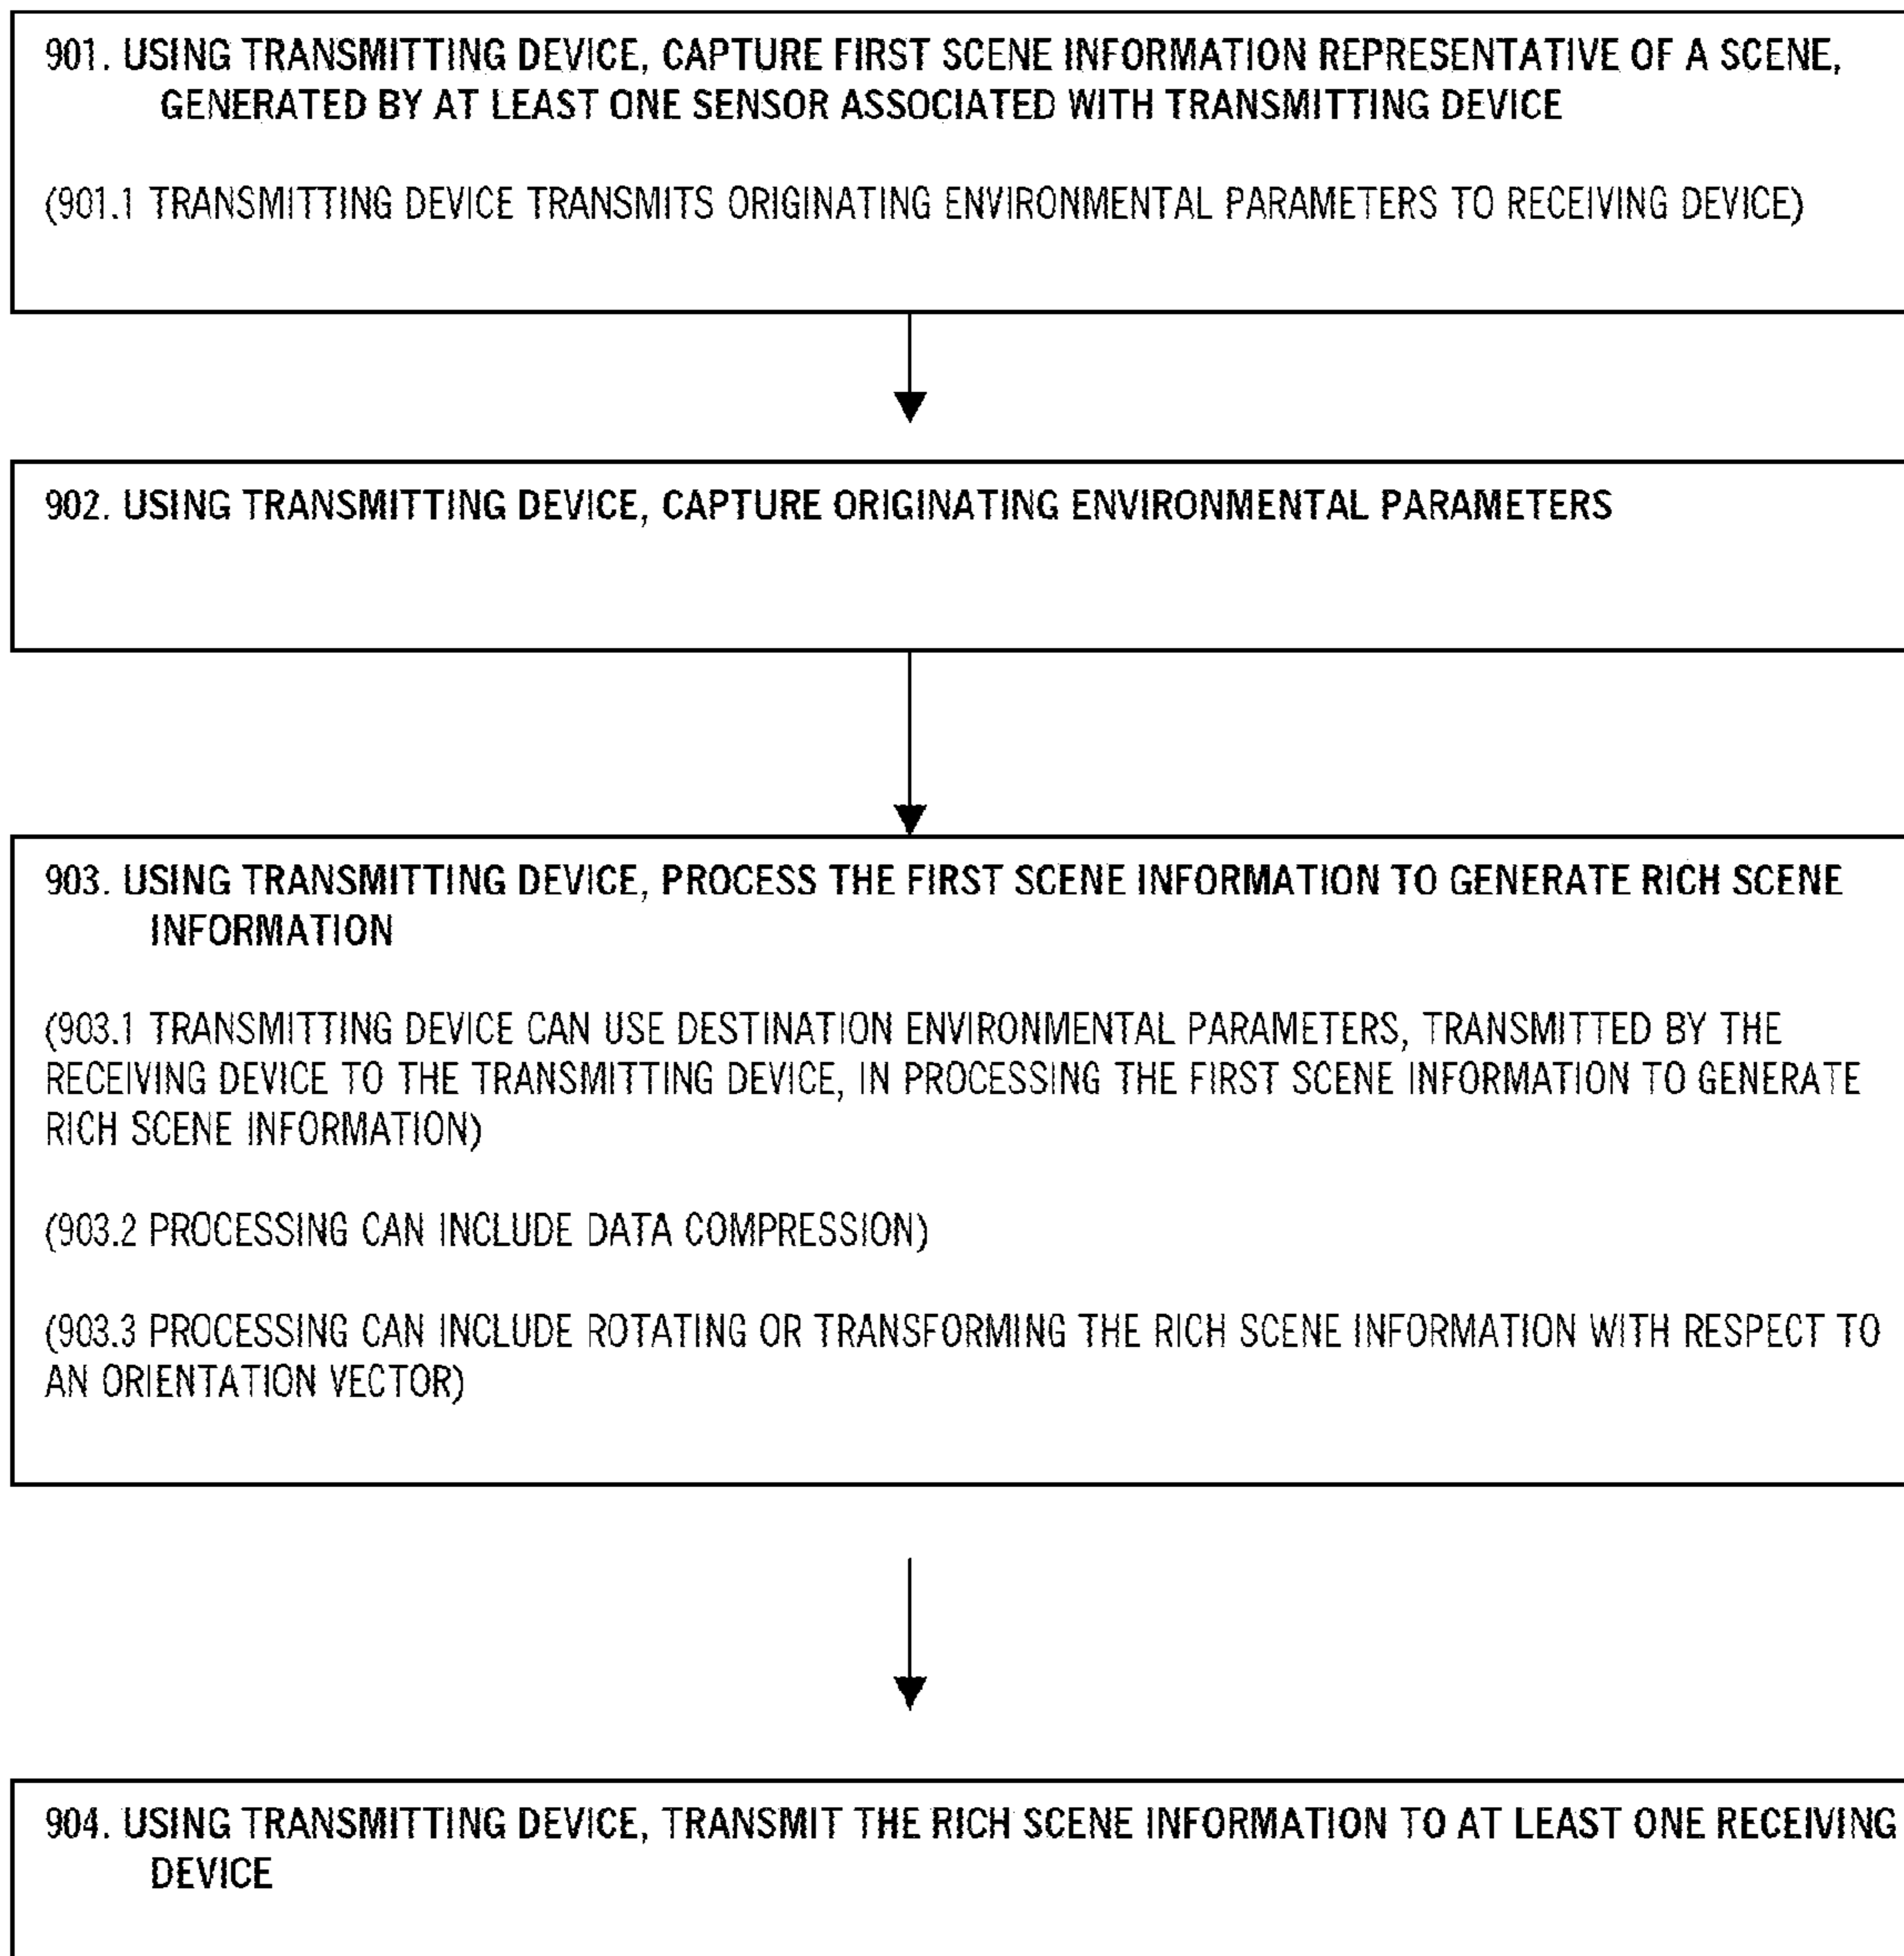 901. USING TRANSMITTING DEVICE, CAPTURE FIRST SCENE INFORMATION REPRESENTATIVE OF A SCENE,
GENERATED BY AT LEAST ONE SENSOR ASSOCIATED WITH TRANSMITTING DEVICE
(901.1 TRANSMITTING DEVICE TRANSMITS ORIGINATING ENVIRONMENTAL PARAMETERS TO RECEIVING DEVICE)
902. USING TRANSMITTING DEVICE, CAPTURE ORIGINATING ENVIRONMENTAL PARAMETERS
903. USING TRANSMITTING DEVICE, PROCESS THE FIRST SCENE INFORMATION TO GENERATE RICH SCENE
INFORMATION
(903.1 TRANSMITTING DEVICE CAN USE DESTINATION ENVIRONMENTAL PARAMETERS, TRANSMITTED BY THE
RECEIVING DEVICE TO THE TRANSMITTING DEVICE, IN PROCESSING THE FIRST SCENE INFORMATION TO GENERATE
RICH SCENE INFORMATION)
(903.2 PROCESSING CAN INCLUDE DATA COMPRESSION)
(903.3 PROCESSING CAN INCLUDE ROTATING OR TRANSFORMING THE RICH SCENE INFORMATION WITH RESPECT TO
AN ORIENTATION VECTOR)
904. USING TRANSMITTING DEVICE, TRANSMIT THE RICH SCENE INFORMATION TO AT LEAST ONE RECEIVING
DEVICE